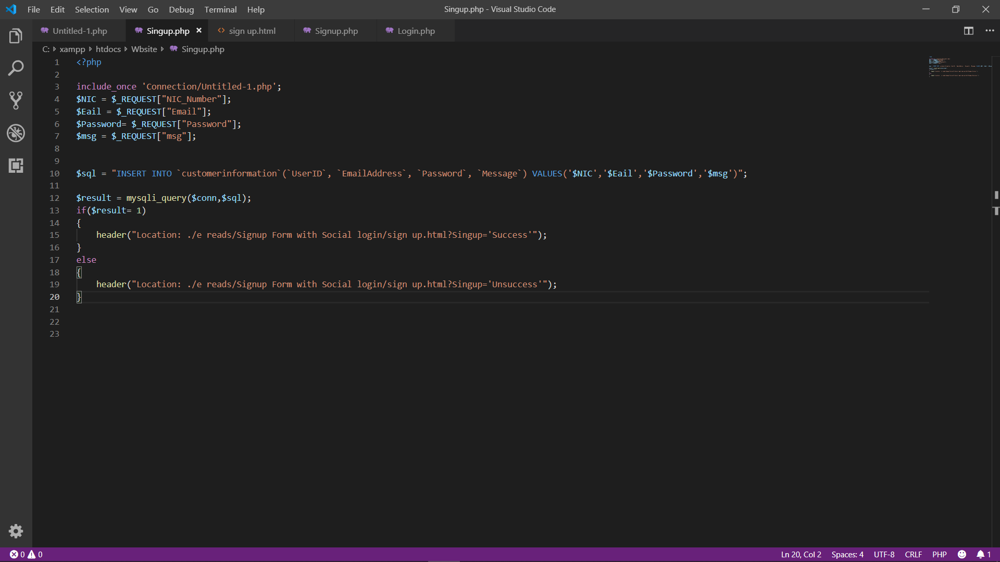 File Edit Selection View Go Debug Terminal Help
Singup.php - Visual Studio Code
Untitled-1.php Singup.php × sign up.html Signup.php Login.php
C: xampp htdocs Wbsite Singup.php
1 <?php
2
3 include_once 'Connection/Untitled-1.php';
4 $NIC = $_REQUEST["NIC_Number"];
5 $Eail = $_REQUEST["Email"];
6 $Password= $_REQUEST["Password"];
7 $msg = $_REQUEST["msg"];
8
9
10 $sql = "INSERT INTO `customerinformation`(`UserID`, `EmailAddress`, `Password`, `Message`) VALUES('$NIC','$Eail','$Password','$msg')";
11
12 $result = mysqli_query($conn,$sql);
13 if($result= 1)
14 {
15     header("Location: ./e reads/Signup Form with Social login/sign up.html?Singup='Success'");
16 }
17 else
18 {
19     header("Location: ./e reads/Signup Form with Social login/sign up.html?Singup='Unsuccess'");
20 }
21
22
23
0 0 Ln 20, Col 2 Spaces: 4 UTF-8 CRLF PHP 1